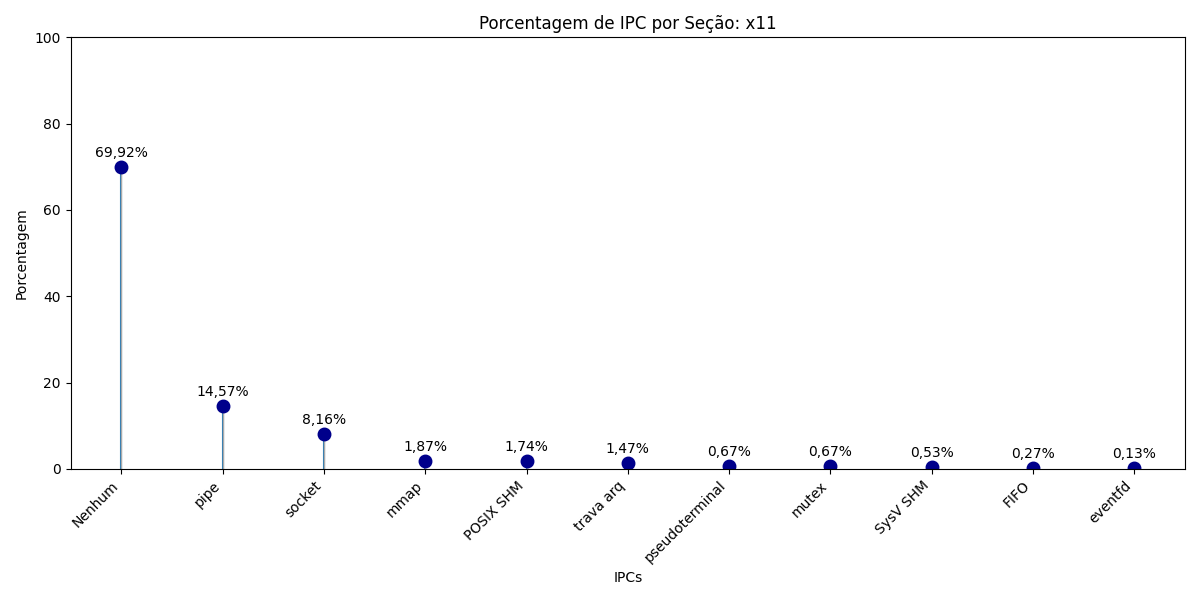 Porcentagem de IPC por Seção: x11
Porcentagem
100
80
60
40
20
0
69,92%
14,57%
8,16%
1,87%
1,74%
1,47%
0,67%
0,67%
0,53%
0,27%
0,13%
Nenhum
pipe
socket
mmap
POSIX SHM
trava arq
pseudoterminal
mutex
SysV SHM
FIFO
eventfd
IPCs